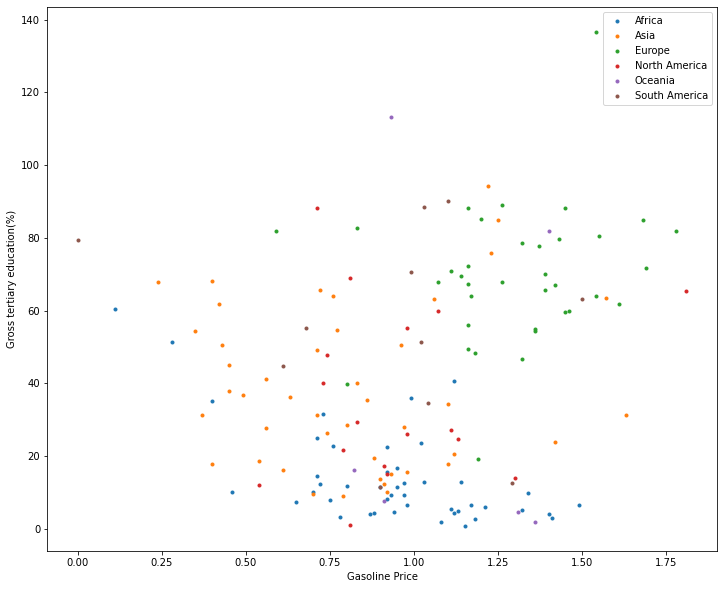 140
120
100
80
60
40
20
0
Gross tertiary education(%)
Africa
Asia
Europe
North America
Oceania
South America
0.00
0.25
0.50
0.75
1.00
1.25
1.50
1.75
Gasoline Price